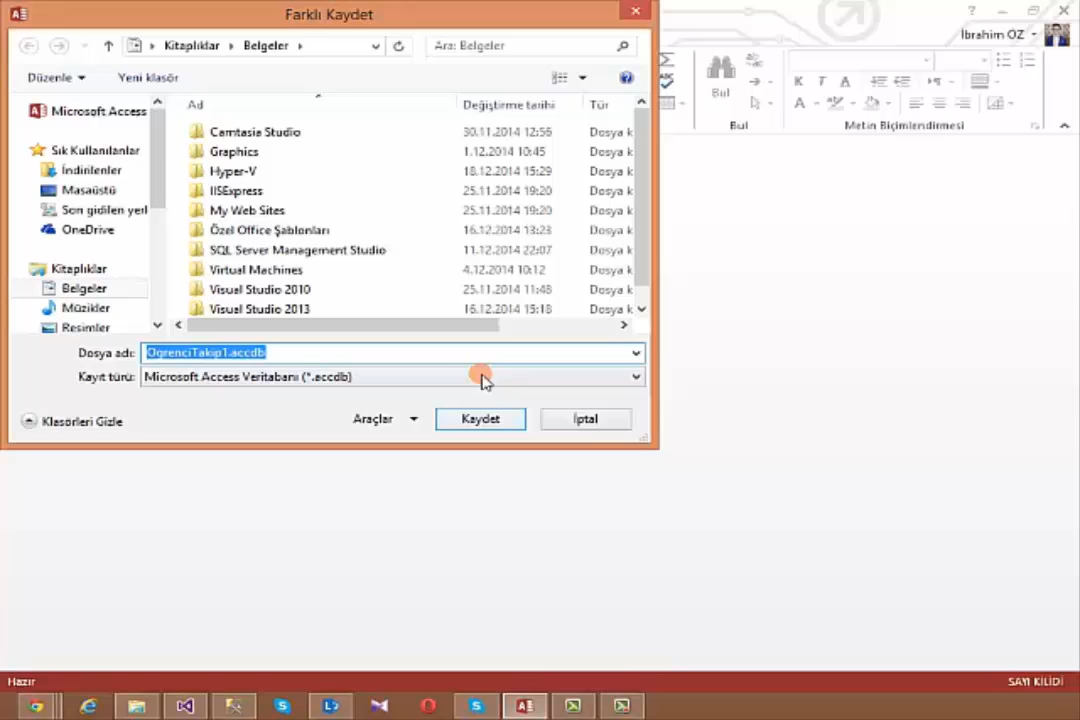 Farklı Kaydet
Kitaplıklar Belgeler
Ara: Belgeler
İbrahim ÖZ
Düzenle Yeni klasör
Ad Değiştirme tarihi Tür
Microsoft Access
Sık Kullanılanlar
İndirilenler
Masaüstü
Son gidilen yerl
OneDrive
Kitaplıklar
Belgeler
Müzikler
Resimler
Camtasia Studio 30.11.2014 12:56 Dosya k
Graphics 1.12.2014 10:45 Dosya k
Hyper-V 18.12.2014 15:29 Dosya k
IISExpress 25.11.2014 19:20 Dosya k
My Web Sites 25.11.2014 19:20 Dosya k
Özel Office Şablonları 16.12.2014 13:23 Dosya k
SQL Server Management Studio 11.12.2014 22:07 Dosya k
Virtual Machines 4.12.2014 10:12 Dosya k
Visual Studio 2010 25.11.2014 11:48 Dosya k
Visual Studio 2013 16.12.2014 15:18 Dosya k
Dosya adı: OgrenciTakip1.accdb
Kayıt türü: Microsoft Access Veritabanı (*.accdb)
Klasörleri Gizle Araçlar Kaydet İptal
Bul
K T A
A
Bul Metin Biçimlendirmesi
Hazır SAYI KİLİDİ